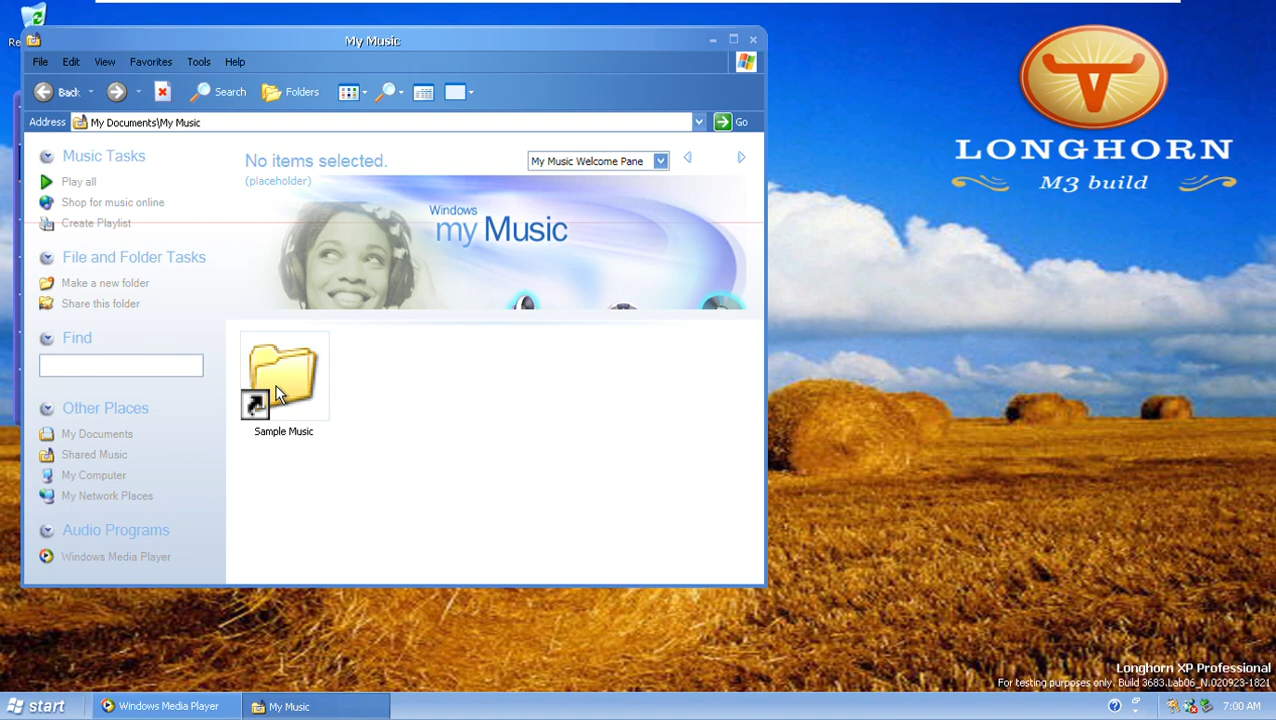 Re
My Music
File Edit View Favorites Tools Help
Back Search Folders
Address My Documents\My Music Go
Music Tasks
Play all
Shop for music online
Create Playlist
File and Folder Tasks
Make a new folder
Share this folder
Find
Other Places
My Documents
Shared Music
My Computer
My Network Places
Audio Programs
Windows Media Player
No items selected.
(placeholder)
My Music Welcome Pane
Windows
my Music
Sample Music
LONGHORN
M3 build
Longhorn XP Professional
For testing purposes only. Build 3683.Lab06_N.020923-1821
start Windows Media Player My Music 7:00 AM